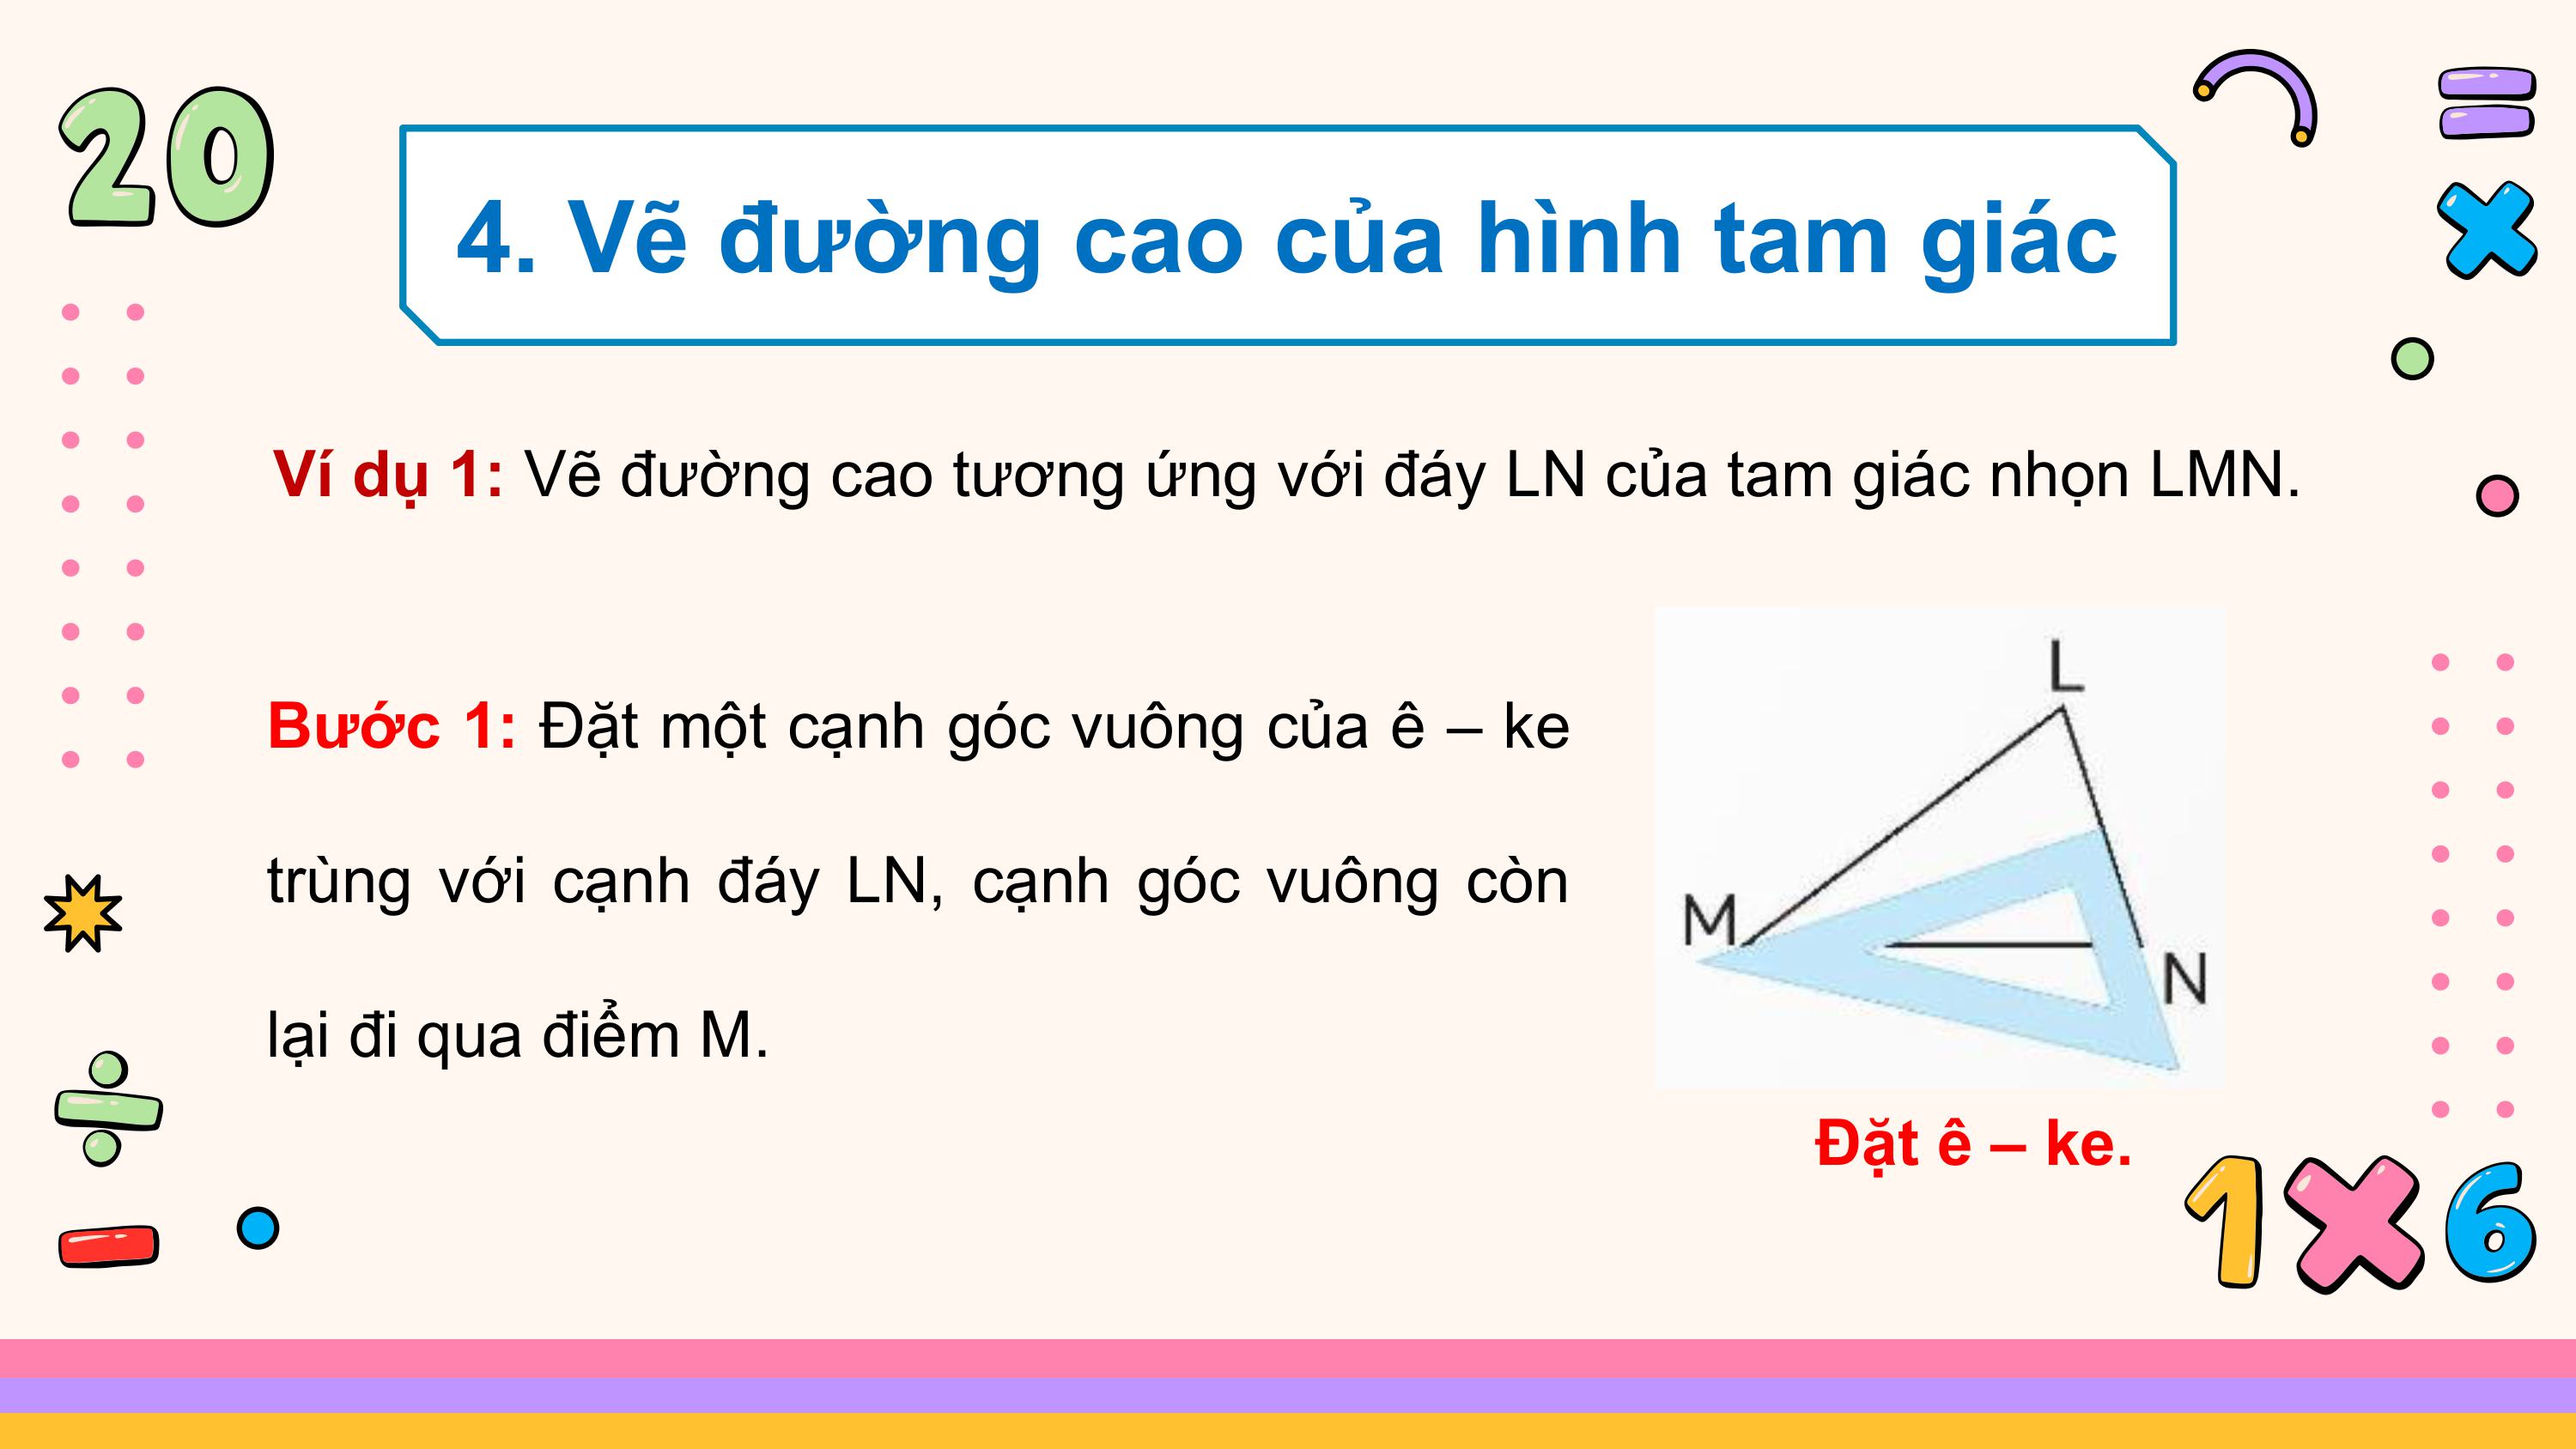 20
4. Vẽ đường cao của hình tam giác
Ví dụ 1: Vẽ đường cao tương ứng với đáy LN của tam giác nhọn LMN.
Bước 1: Đặt một cạnh góc vuông của ê – ke
trùng với cạnh đáy LN, cạnh góc vuông còn
lại đi qua điểm M.
L
M
N
Đặt ê – ke.
1×6